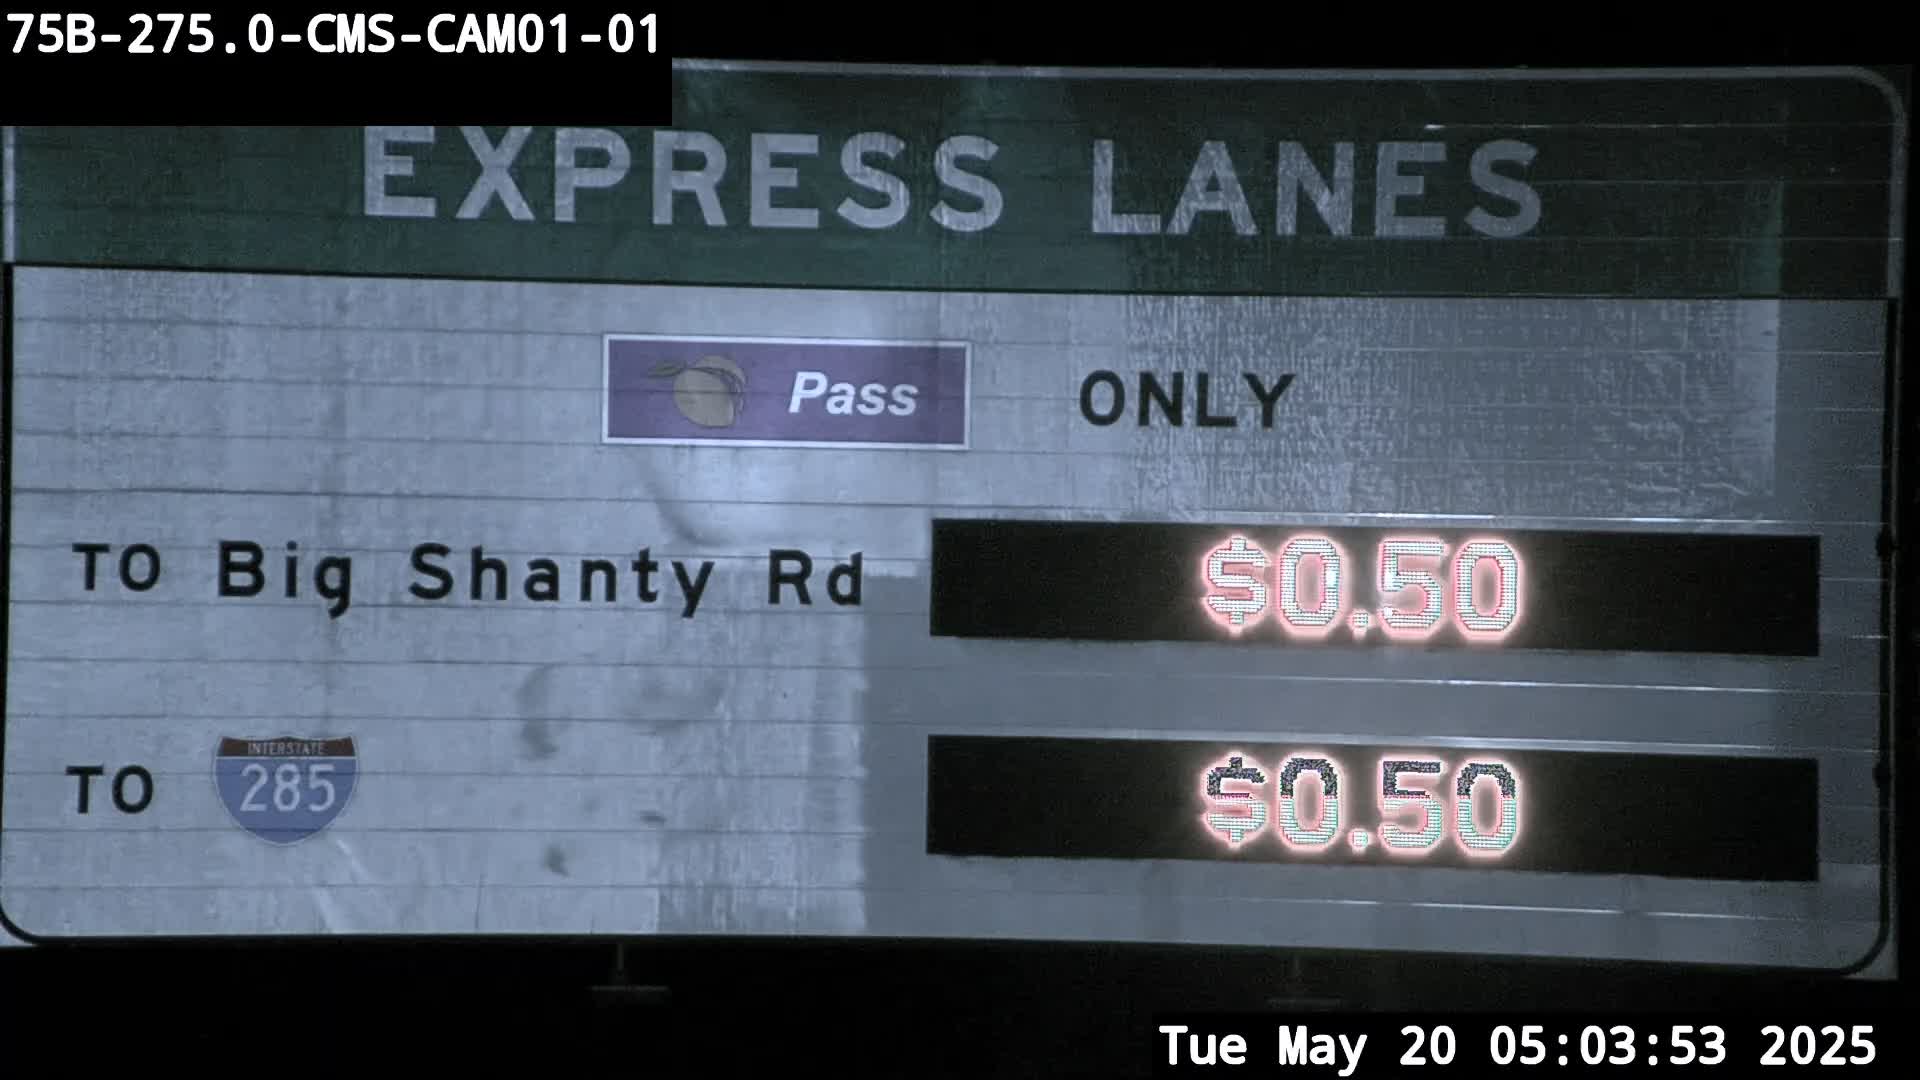 75B-275.0-CMS-CAM01-01
EXPRESS LANES
Pass ONLY
TO Big Shanty Rd $0.50
TO INTERSTATE 285 $0.50
Tue May 20 05:03:53 2025